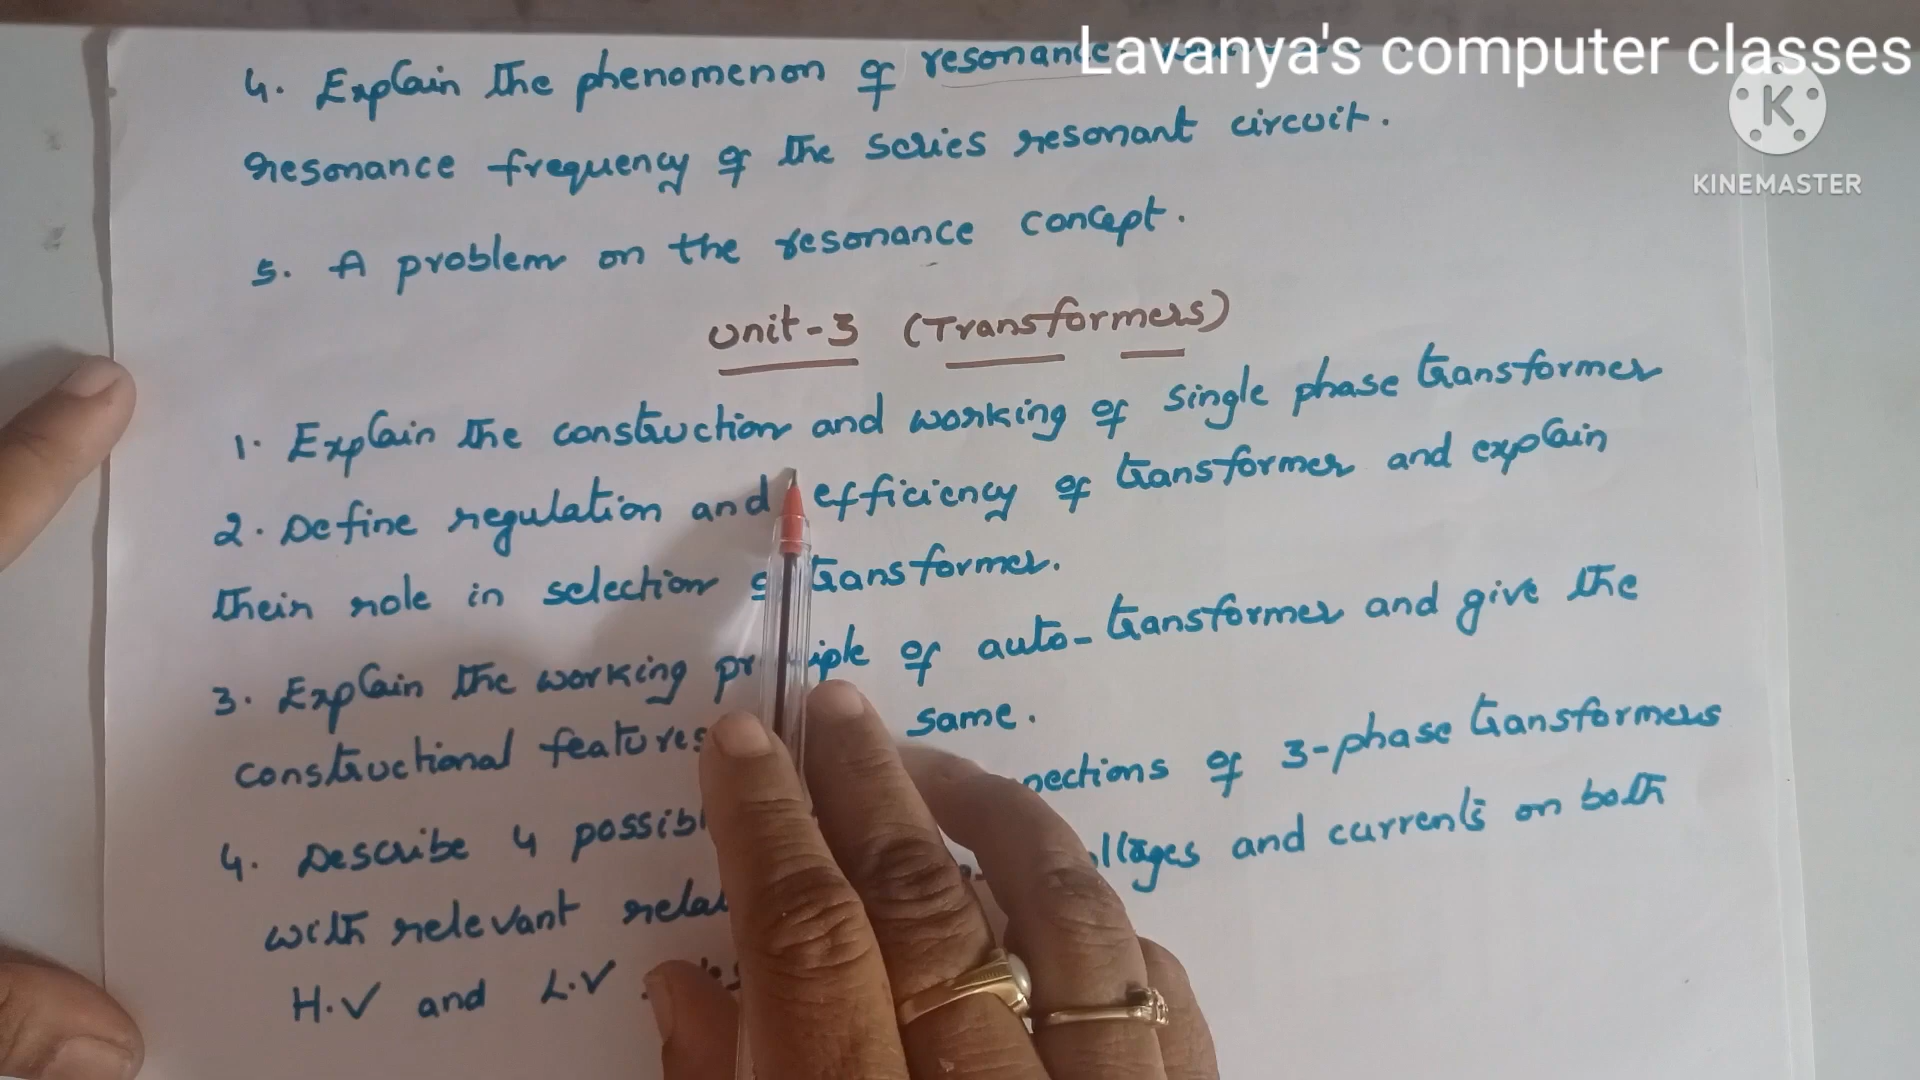 Lavanya's computer classes
KINEMASTER
4. Explain the phenomenon of resonance
resonance frequency of the series resonant circuit.
5. A problem on the resonance concept.
Unit-3 (Transformers)
1. Explain the construction and working of single phase transformer
2. Define regulation and efficiency of transformer and explain
their role in selection transformer.
3. Explain the working of auto-transformer and give the
constructional features same.
4. Describe 4 of 3-phase transformers
with relevant and currents on both
H.V and L.V